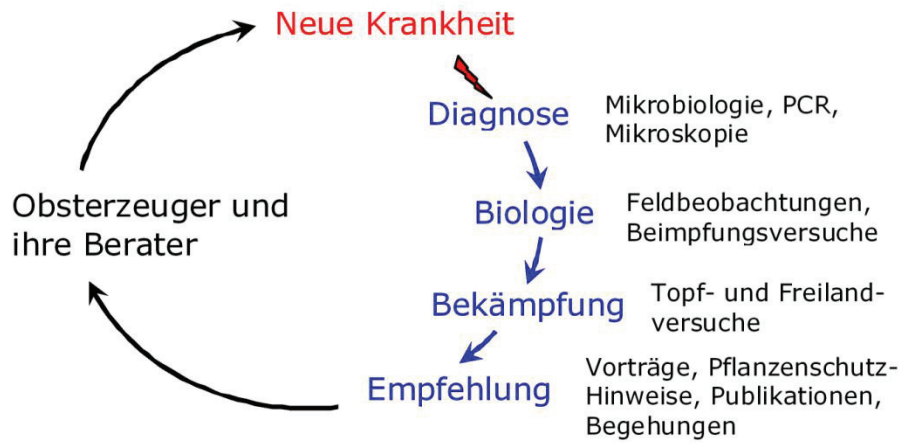 Neue Krankheit
Diagnose
Mikrobiologie, PCR,
Mikroskopie
Biologie
Feldbeobachtungen,
Beimpfungsversuche
Bekämpfung
Topf- und Freiland-
versuche
Empfehlung
Vorträge, Pflanzenschutz-
Hinweise, Publikationen,
Begehungen
Obsterzeuger und
ihre Berater